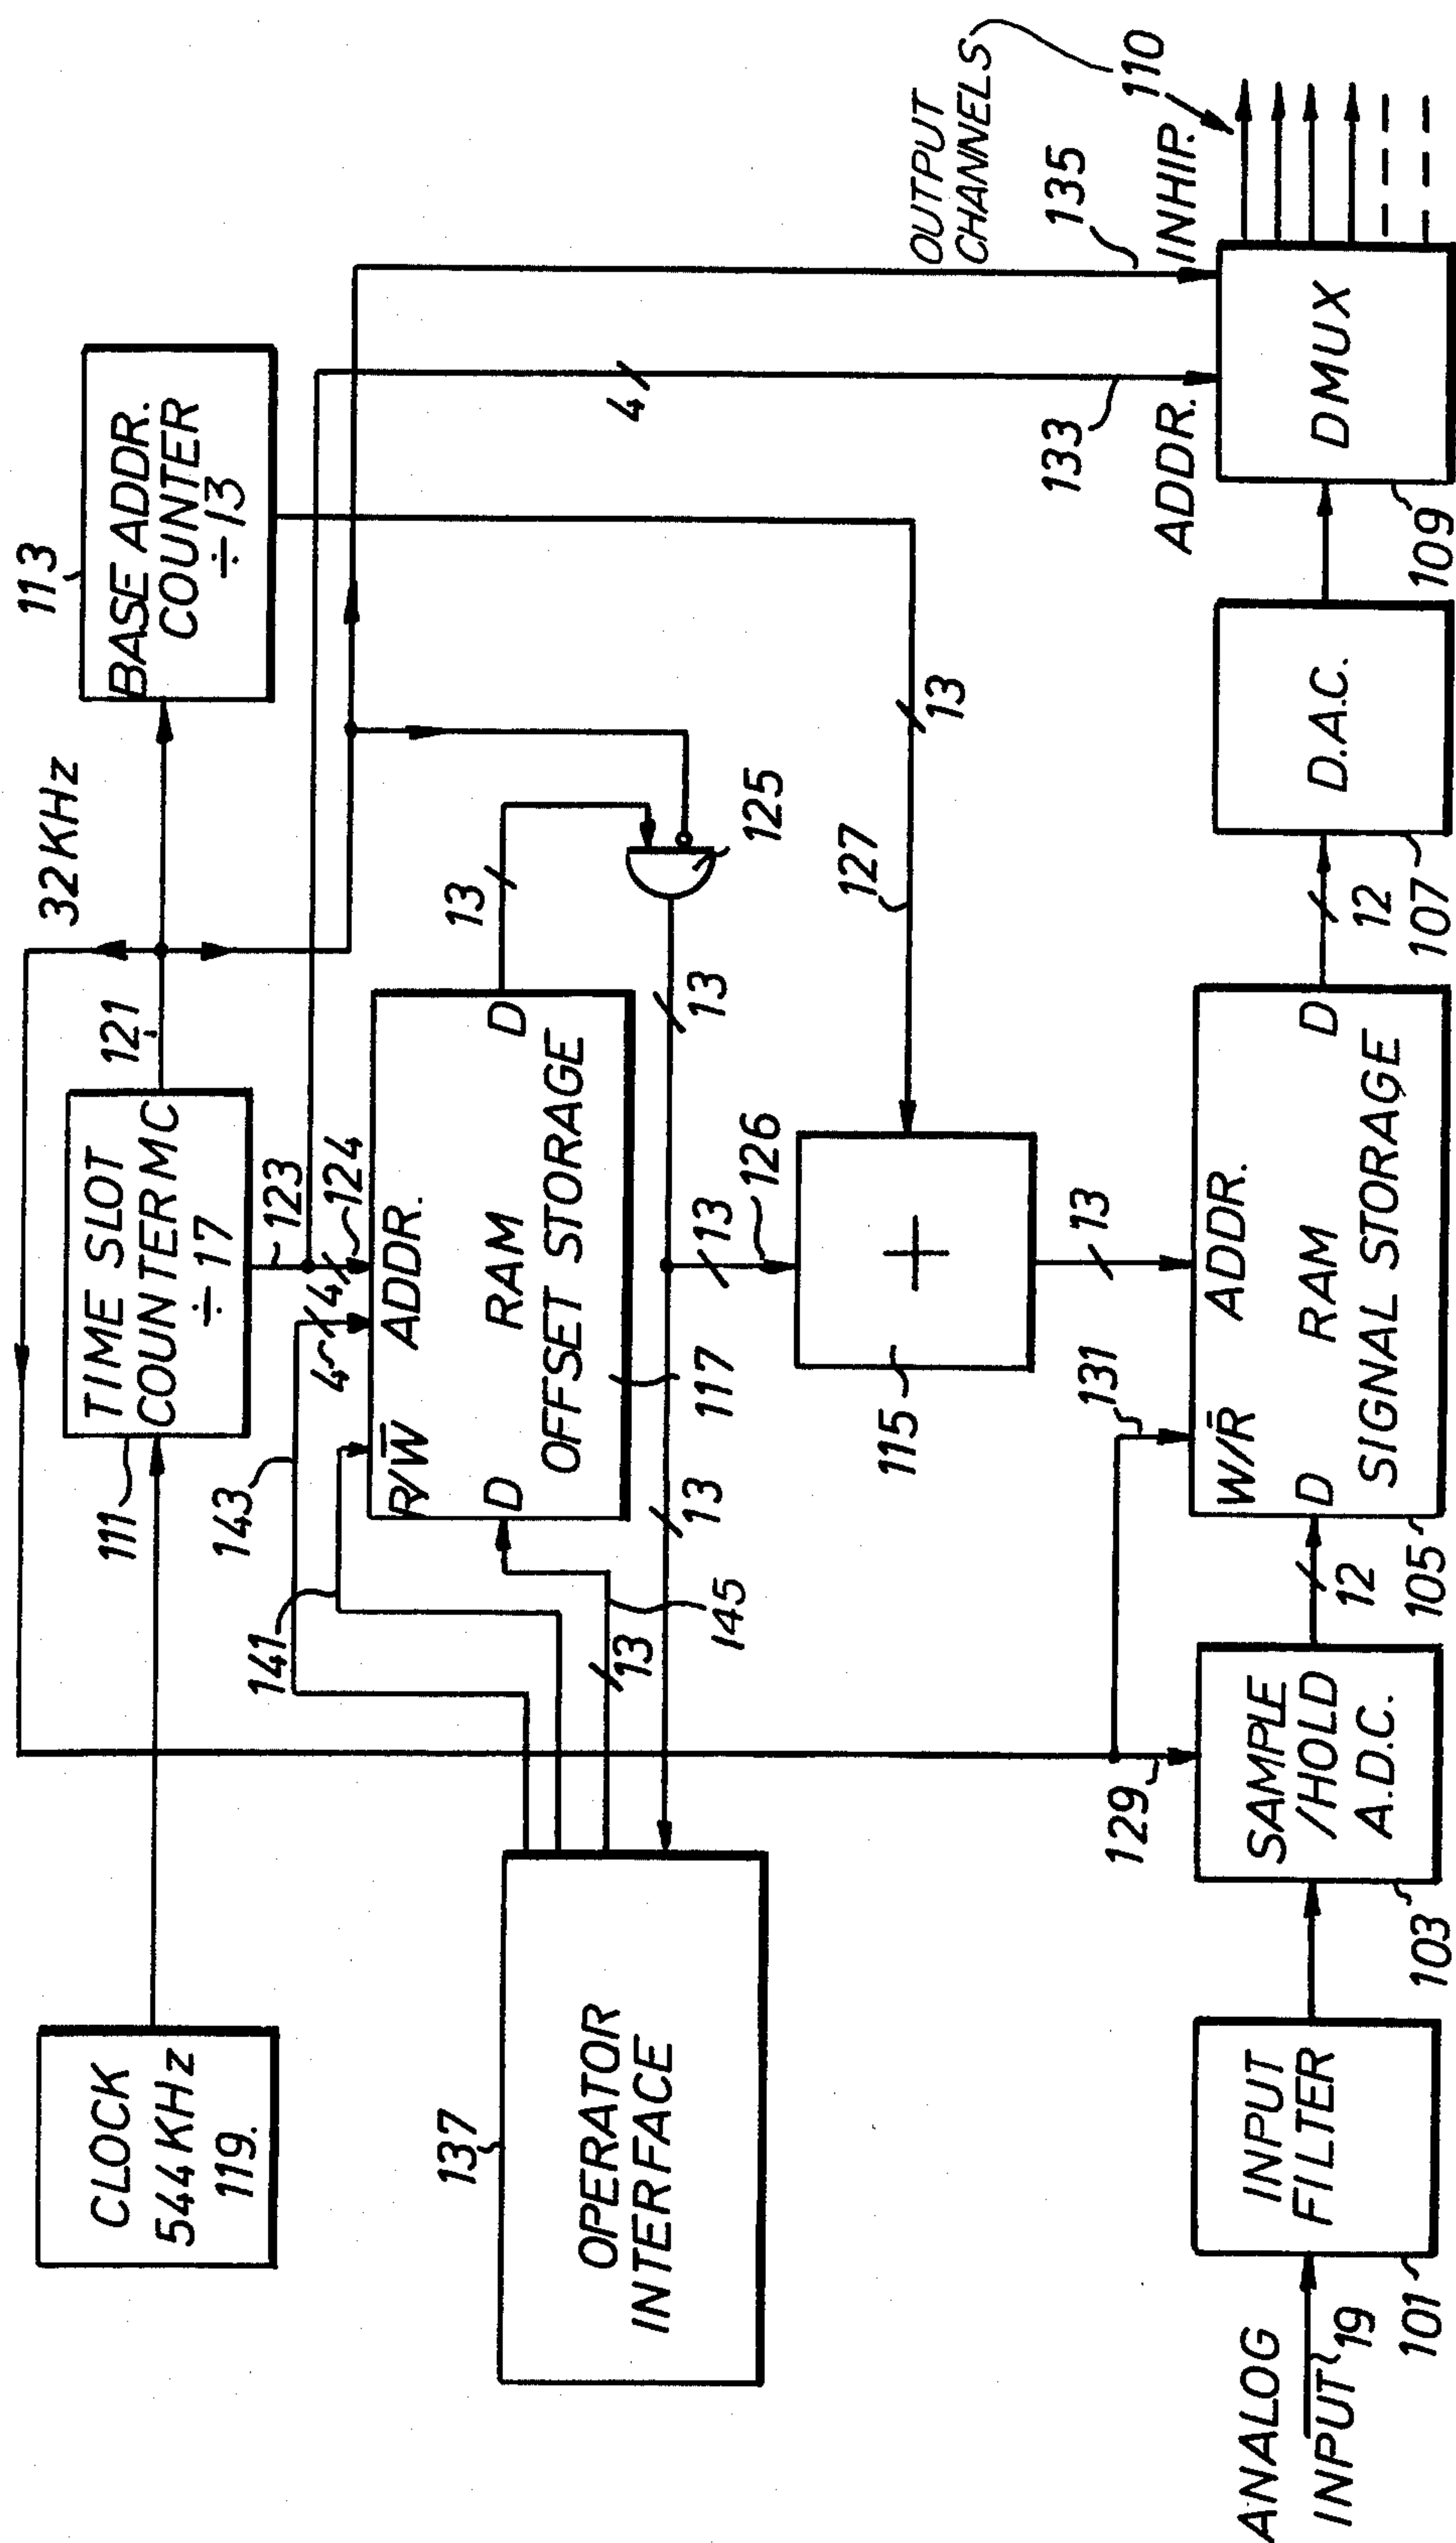 CLOCK
544KHz
119.
111
TIME SLOT
COUNTER MC
÷17
121
32KHz
113
BASE ADDR.
COUNTER
÷13
123
124
4
4
143
141
R/W̅
ADDR.
D
D
RAM
OFFSET STORAGE
117
13
125
13
13
13
145
137
OPERATOR
INTERFACE
13
126
127
13
+
115
13
4
133
135
OUTPUT
CHANNELS
110
ADDR.
INHIP.
129
131
ANALOG
INPUT
19
INPUT
FILTER
101
SAMPLE
/HOLD
A.D.C.
103
12
W/R̅
ADDR.
D
D
RAM
SIGNAL STORAGE
105
12
D.A.C.
107
DMUX
109